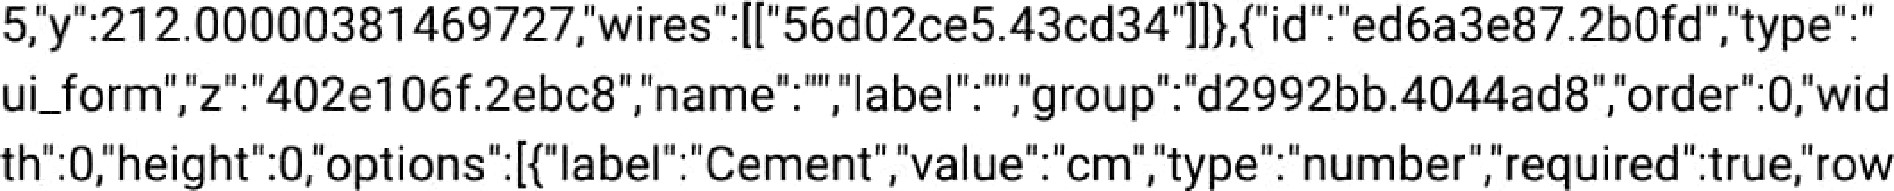 5,"y":212.00000381469727,"wires":[["56d02ce5.43cd34"]]},{"id":"ed6a3e87.2b0fd","type":"
ui_form","z":"402e106f.2ebc8","name":"","label":"","group":"d2992bb.4044ad8","order":0,"wid
th":0,"height":0,"options":[{"label":"Cement","value":"cm","type":"number","required":true,"row